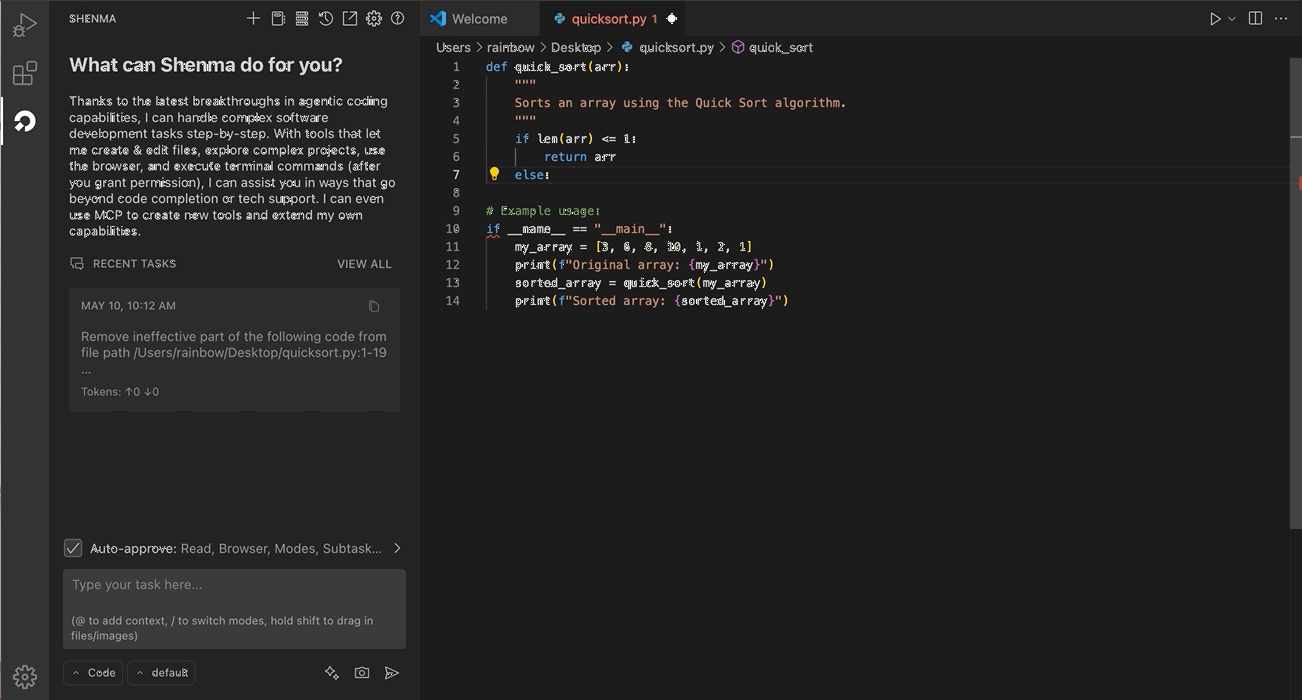 SHENMA
What can Shenma do for you?
Thanks to the latest breakthroughs in agentic coding
capabilities, I can handle complex software
development tasks step-by-step. With tools that let
me create & edit files, explore complex projects, use
the browser, and execute terminal commands (after
you grant permission), I can assist you in ways that go
beyond code completion or tech support. I can even
use MCP to create new tools and extend my own
capabilities.
RECENT TASKS VIEW ALL
MAY 10, 10:12 AM
Remove ineffective part of the following code from
file path /Users/rainbow/Desktop/quicksort.py:1-19
...
Tokens: ↑0 ↓0
Auto-approve: Read, Browser, Modes, Subtask...
Type your task here...
(@ to add context, / to switch modes, hold shift to drag in
files/images)
Code default
Welcome quicksort.py 1
Users > rainbow > Desktop > quicksort.py > quick_sort
1 def quick_sort(arr):
2     """
3     Sorts an array using the Quick Sort algorithm.
4     """
5     if len(arr) <= 1:
6         return arr
7     else:
8
9 # Example usage:
10 if __name__ == "__main__":
11     my_array = [3, 6, 8, 10, 1, 2, 1]
12     print(f"Original array: {my_array}")
13     sorted_array = quick_sort(my_array)
14     print(f"Sorted array: {sorted_array}")